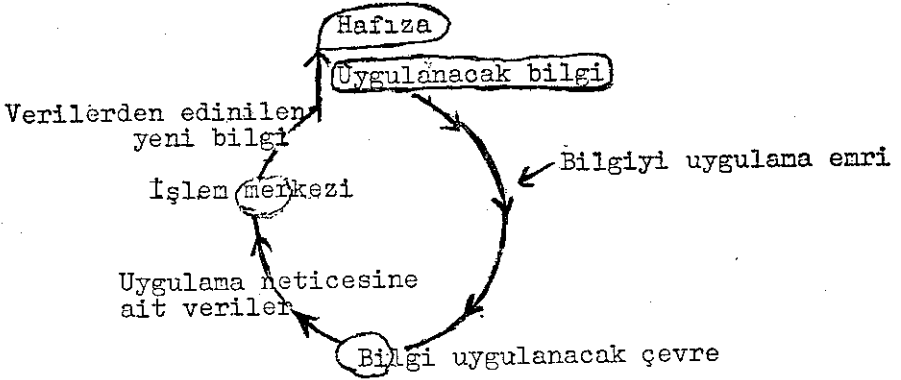 Hafıza
Uygulanacak bilgi
Verilerden edinilen
yeni bilgi
Bilgiyi uygulama emri
İşlem merkezi
Uygulama neticesine
ait veriler
Bilgi uygulanacak çevre